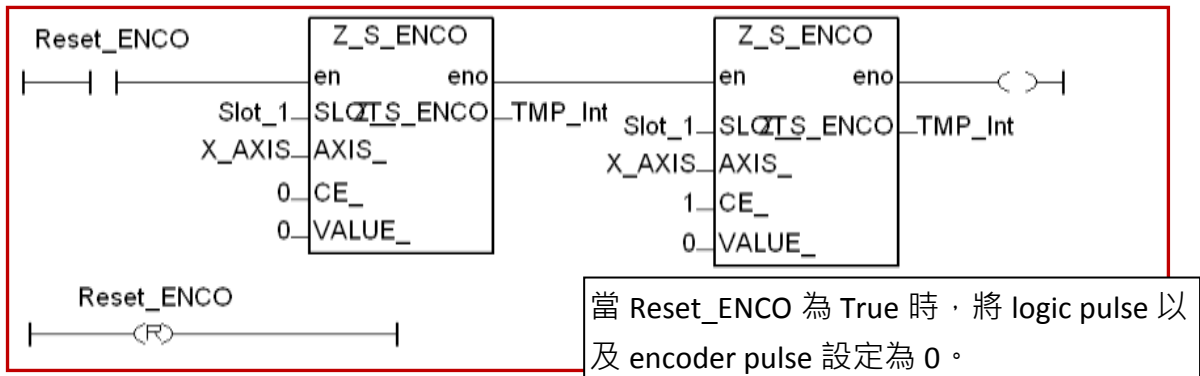 Reset_ENCO
Z_S_ENCO
Z_S_ENCO
en eno
en eno
Slot_1 SLOT_ Z_S_ENCO TMP_Int
Slot_1 SLOT_ Z_S_ENCO TMP_Int
X_AXIS AXIS_
X_AXIS AXIS_
0 CE_
1 CE_
0 VALUE_
0 VALUE_
Reset_ENCO
(R)
當 Reset_ENCO 為 True 時，將 logic pulse 以
及 encoder pulse 設定為 0。